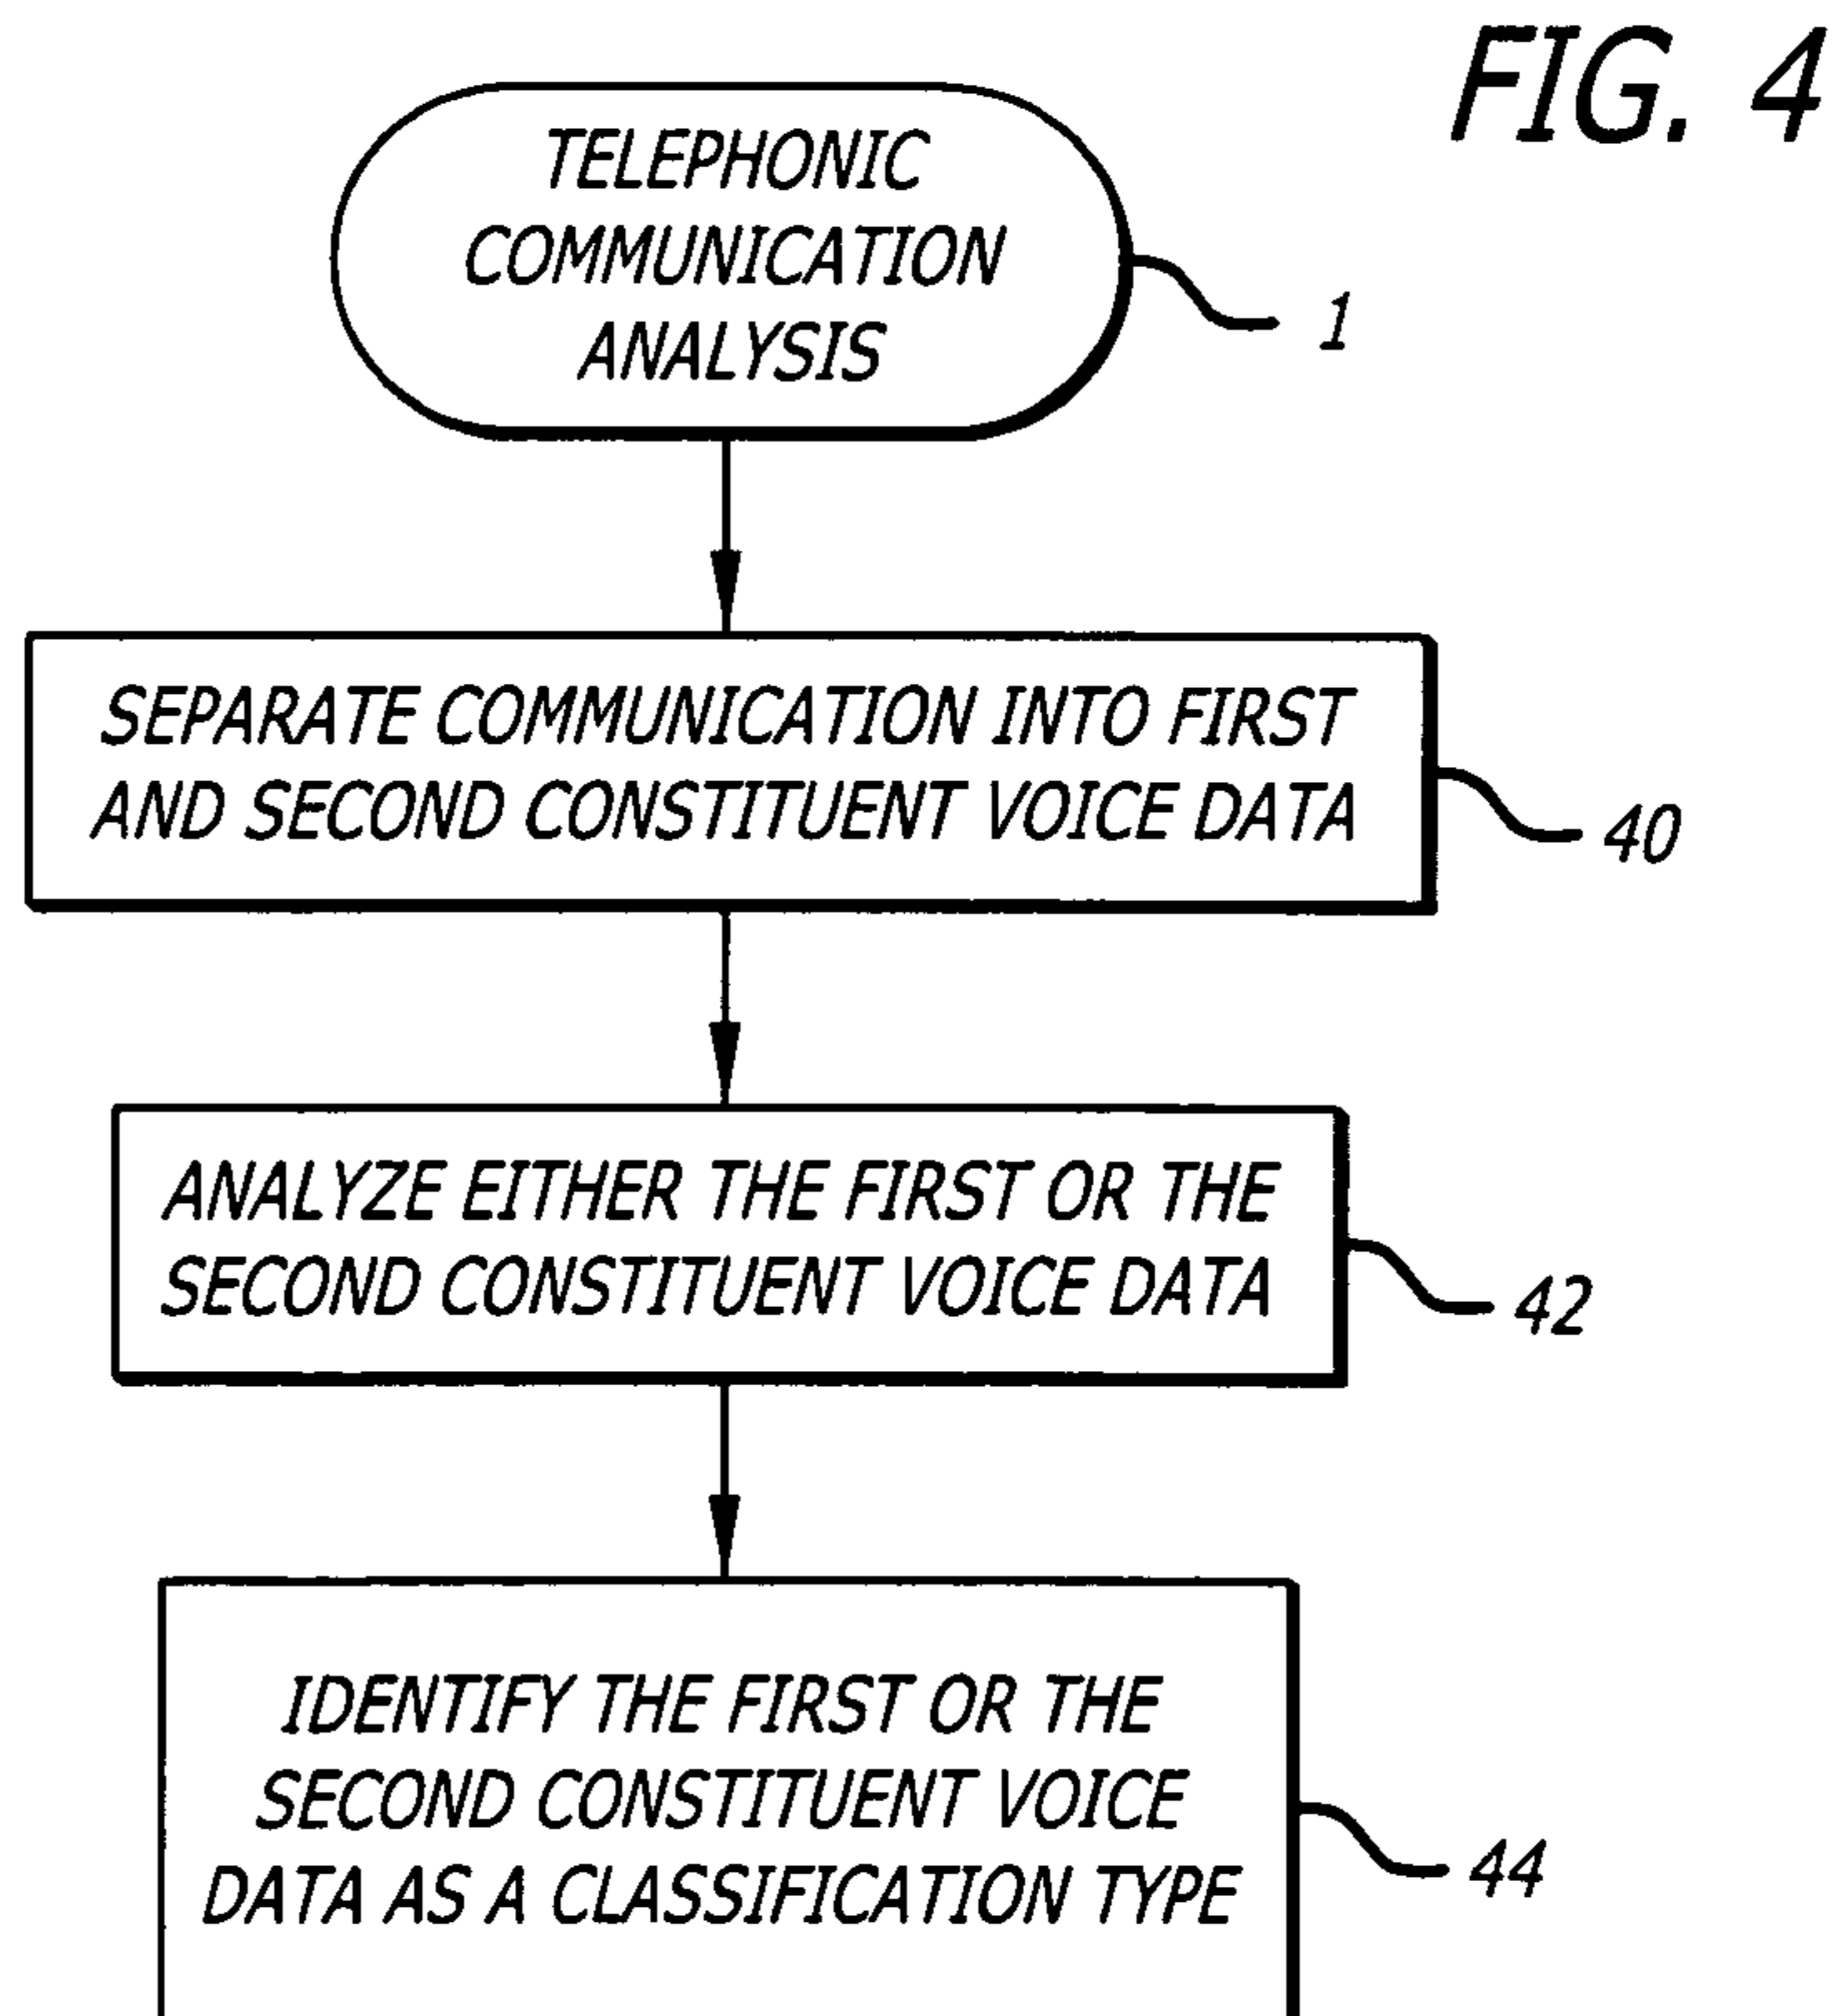 FIG. 4
TELEPHONIC
COMMUNICATION
ANALYSIS
1
SEPARATE COMMUNICATION INTO FIRST
AND SECOND CONSTITUENT VOICE DATA
40
ANALYZE EITHER THE FIRST OR THE
SECOND CONSTITUENT VOICE DATA
42
IDENTIFY THE FIRST OR THE
SECOND CONSTITUENT VOICE
DATA AS A CLASSIFICATION TYPE
44